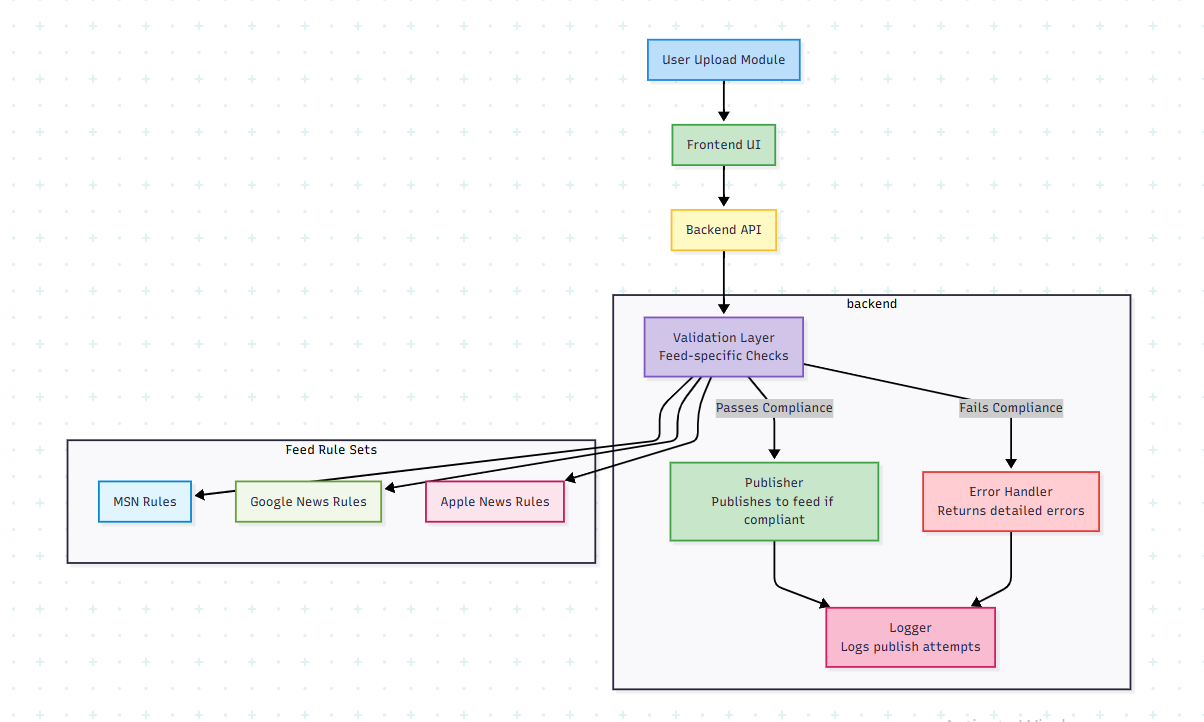 User Upload Module
Frontend UI
Backend API
backend
Validation Layer
Feed-specific Checks
Passes Compliance
Fails Compliance
Feed Rule Sets
MSN Rules
Google News Rules
Apple News Rules
Publisher
Publishes to feed if
compliant
Error Handler
Returns detailed errors
Logger
Logs publish attempts